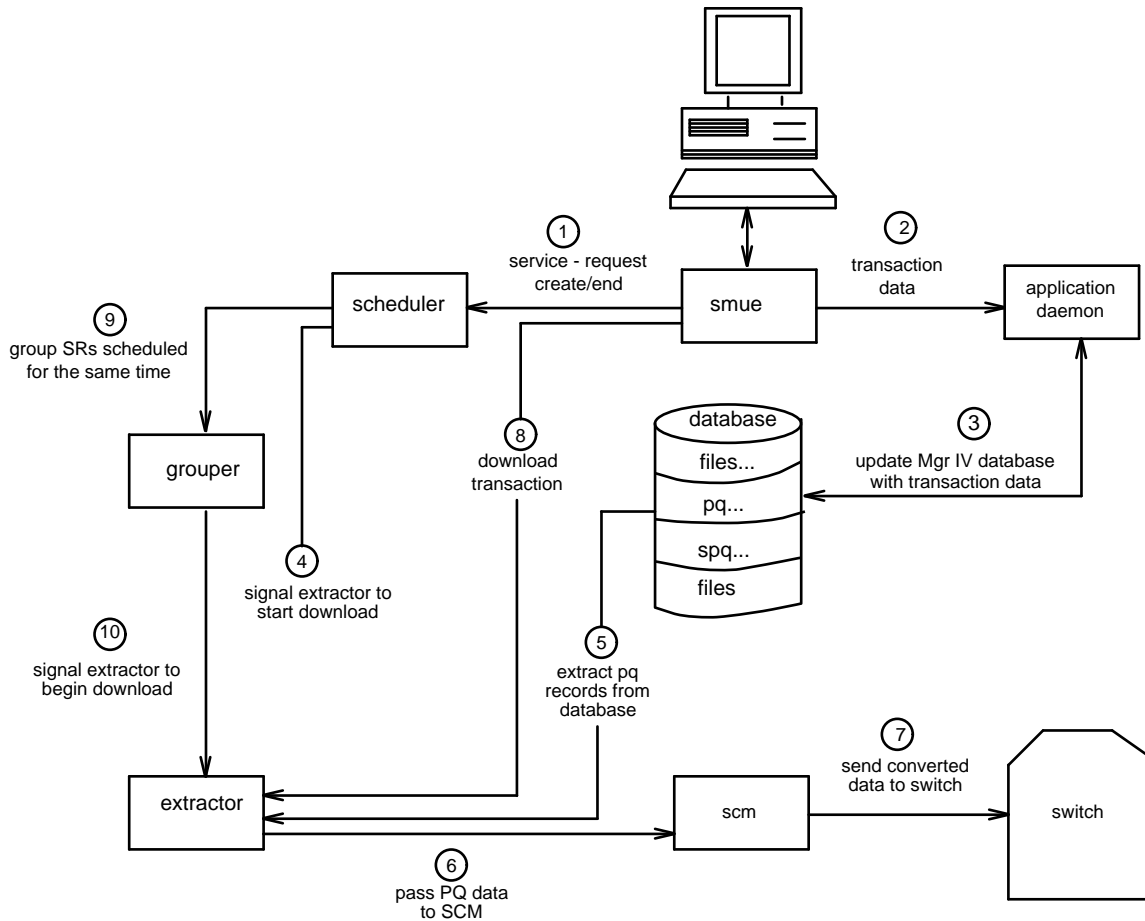 1
service - request
create/end
2
transaction
data
scheduler
smue
application
daemon
9
group SRs scheduled
for the same time
grouper
8
download
transaction
database
files...
pq...
spq...
files
3
update Mgr IV database
with transaction data
4
signal extractor to
start download
10
signal extractor to
begin download
5
extract pq
records from
database
extractor
6
pass PQ data
to SCM
scm
7
send converted
data to switch
switch